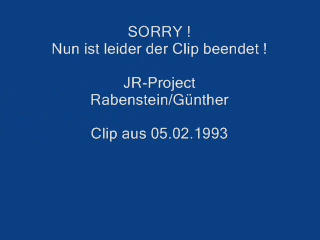 SORRY !
Nun ist leider der Clip beendet !
JR-Project
Rabenstein/Günther
Clip aus 05.02.1993